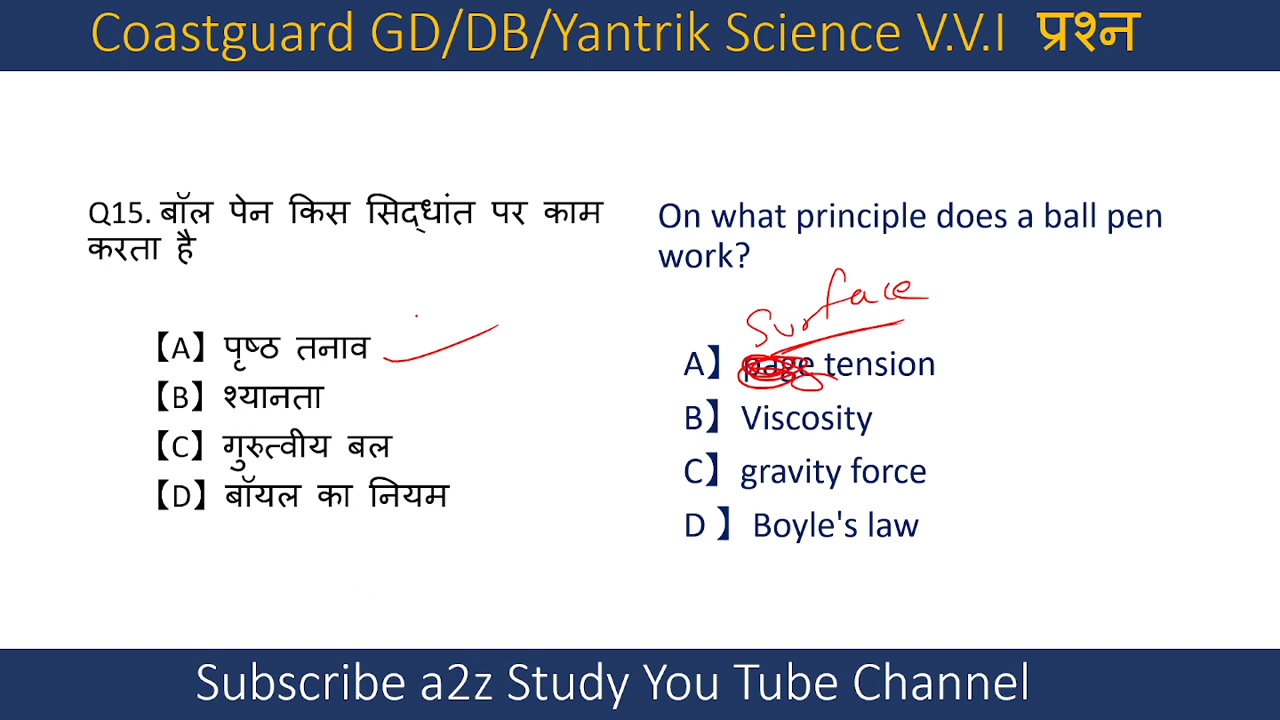 Coastguard GD/DB/Yantrik Science V.V.I प्रश्न
Q15. बॉल पेन किस सिद्धांत पर काम
करता है
【A】पृष्ठ तनाव
【B】श्यानता
【C】गुरुत्वीय बल
【D】बॉयल का नियम
On what principle does a ball pen
work?
Surface
A】page tension
B】Viscosity
C】gravity force
D 】 Boyle's law
Subscribe a2z Study You Tube Channel